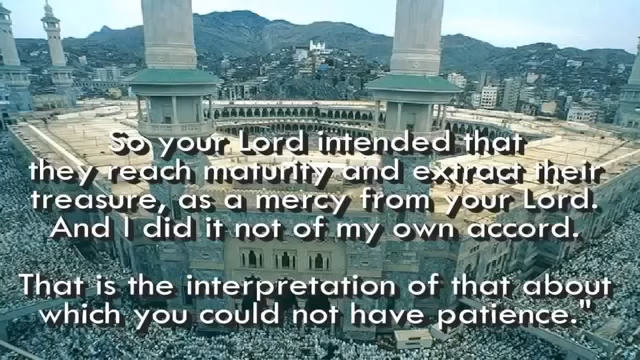 So your Lord intended that
they reach maturity and extract their
treasure, as a mercy from your Lord.
And I did it not of my own accord.
That is the interpretation of that about
which you could not have patience."